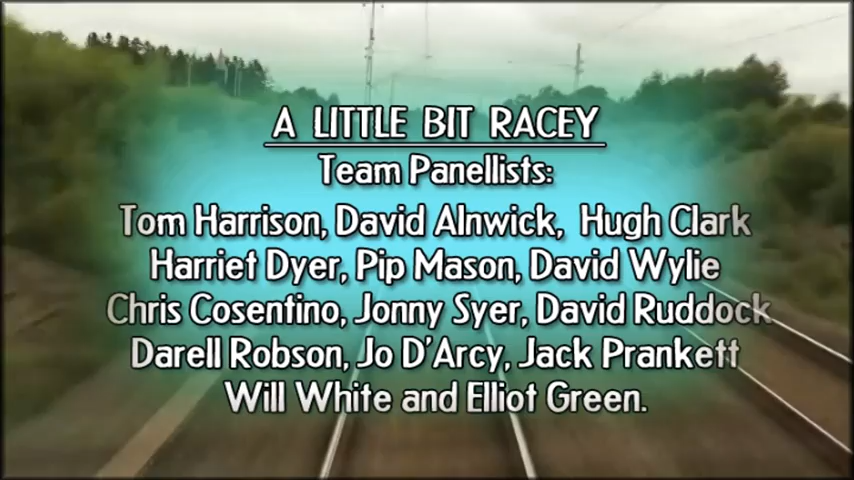 A LITTLE BIT RACEY
Team Panellists:
Tom Harrison, David Alnwick, Hugh Clark
Harriet Dyer, Pip Mason, David Wylie
Chris Cosentino, Jonny Syer, David Ruddock
Darell Robson, Jo D'Arcy, Jack Prankett
Will White and Elliot Green.